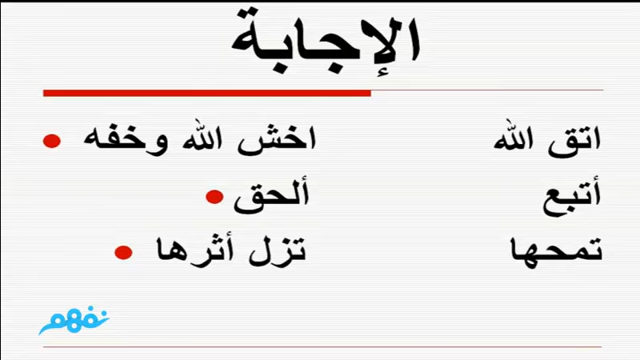 الإجابة
اتق الله اخش الله وخفه
أتبع ألحق
تمحها تزل أثرها
نفهم